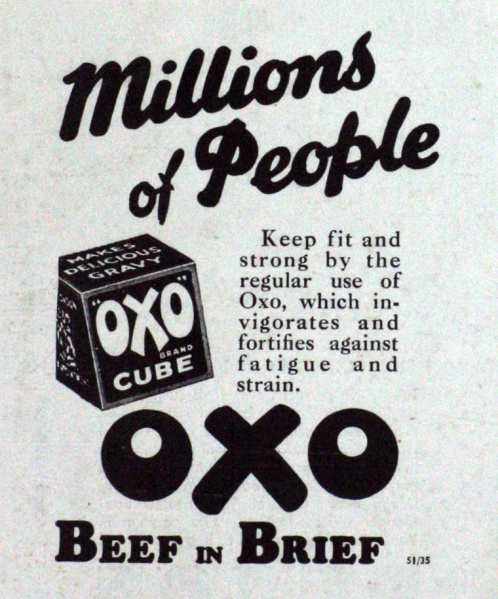 Millions
of People
MAKES
DELICIOUS
GRAVY
"OXO"
BRAND
CUBE
Keep fit and
strong by the
regular use of
Oxo, which in-
vigorates and
fortifies against
fatigue and
strain.
OXO
BEEF IN BRIEF
51/35